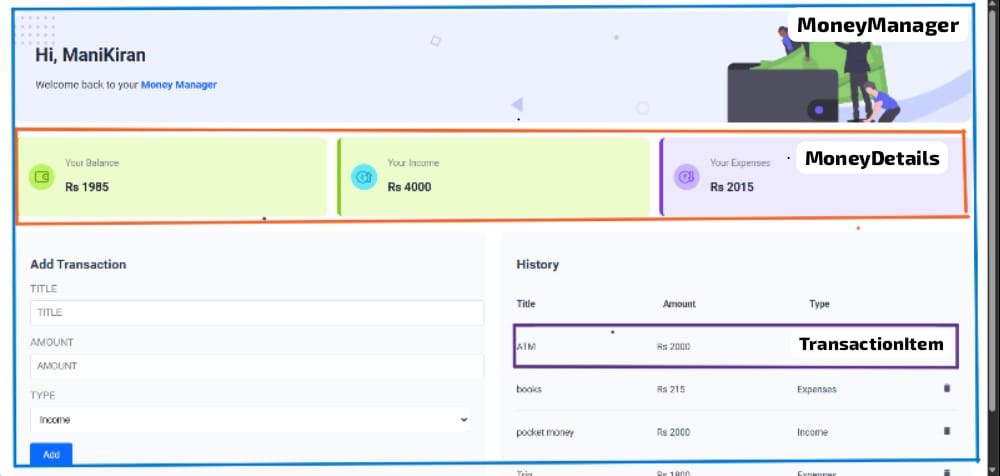 MoneyManager
Hi, ManiKiran
Welcome back to your Money Manager
Your Balance
Rs 1985
Your Income
Rs 4000
Your Expenses
Rs 2015
MoneyDetails
Add Transaction
TITLE
TITLE
AMOUNT
AMOUNT
TYPE
Income
Add
History
Title Amount Type
ATM Rs 2000 TransactionItem
books Rs 215 Expenses
pocket money Rs 2000 Income
Rs 1800 Expenses